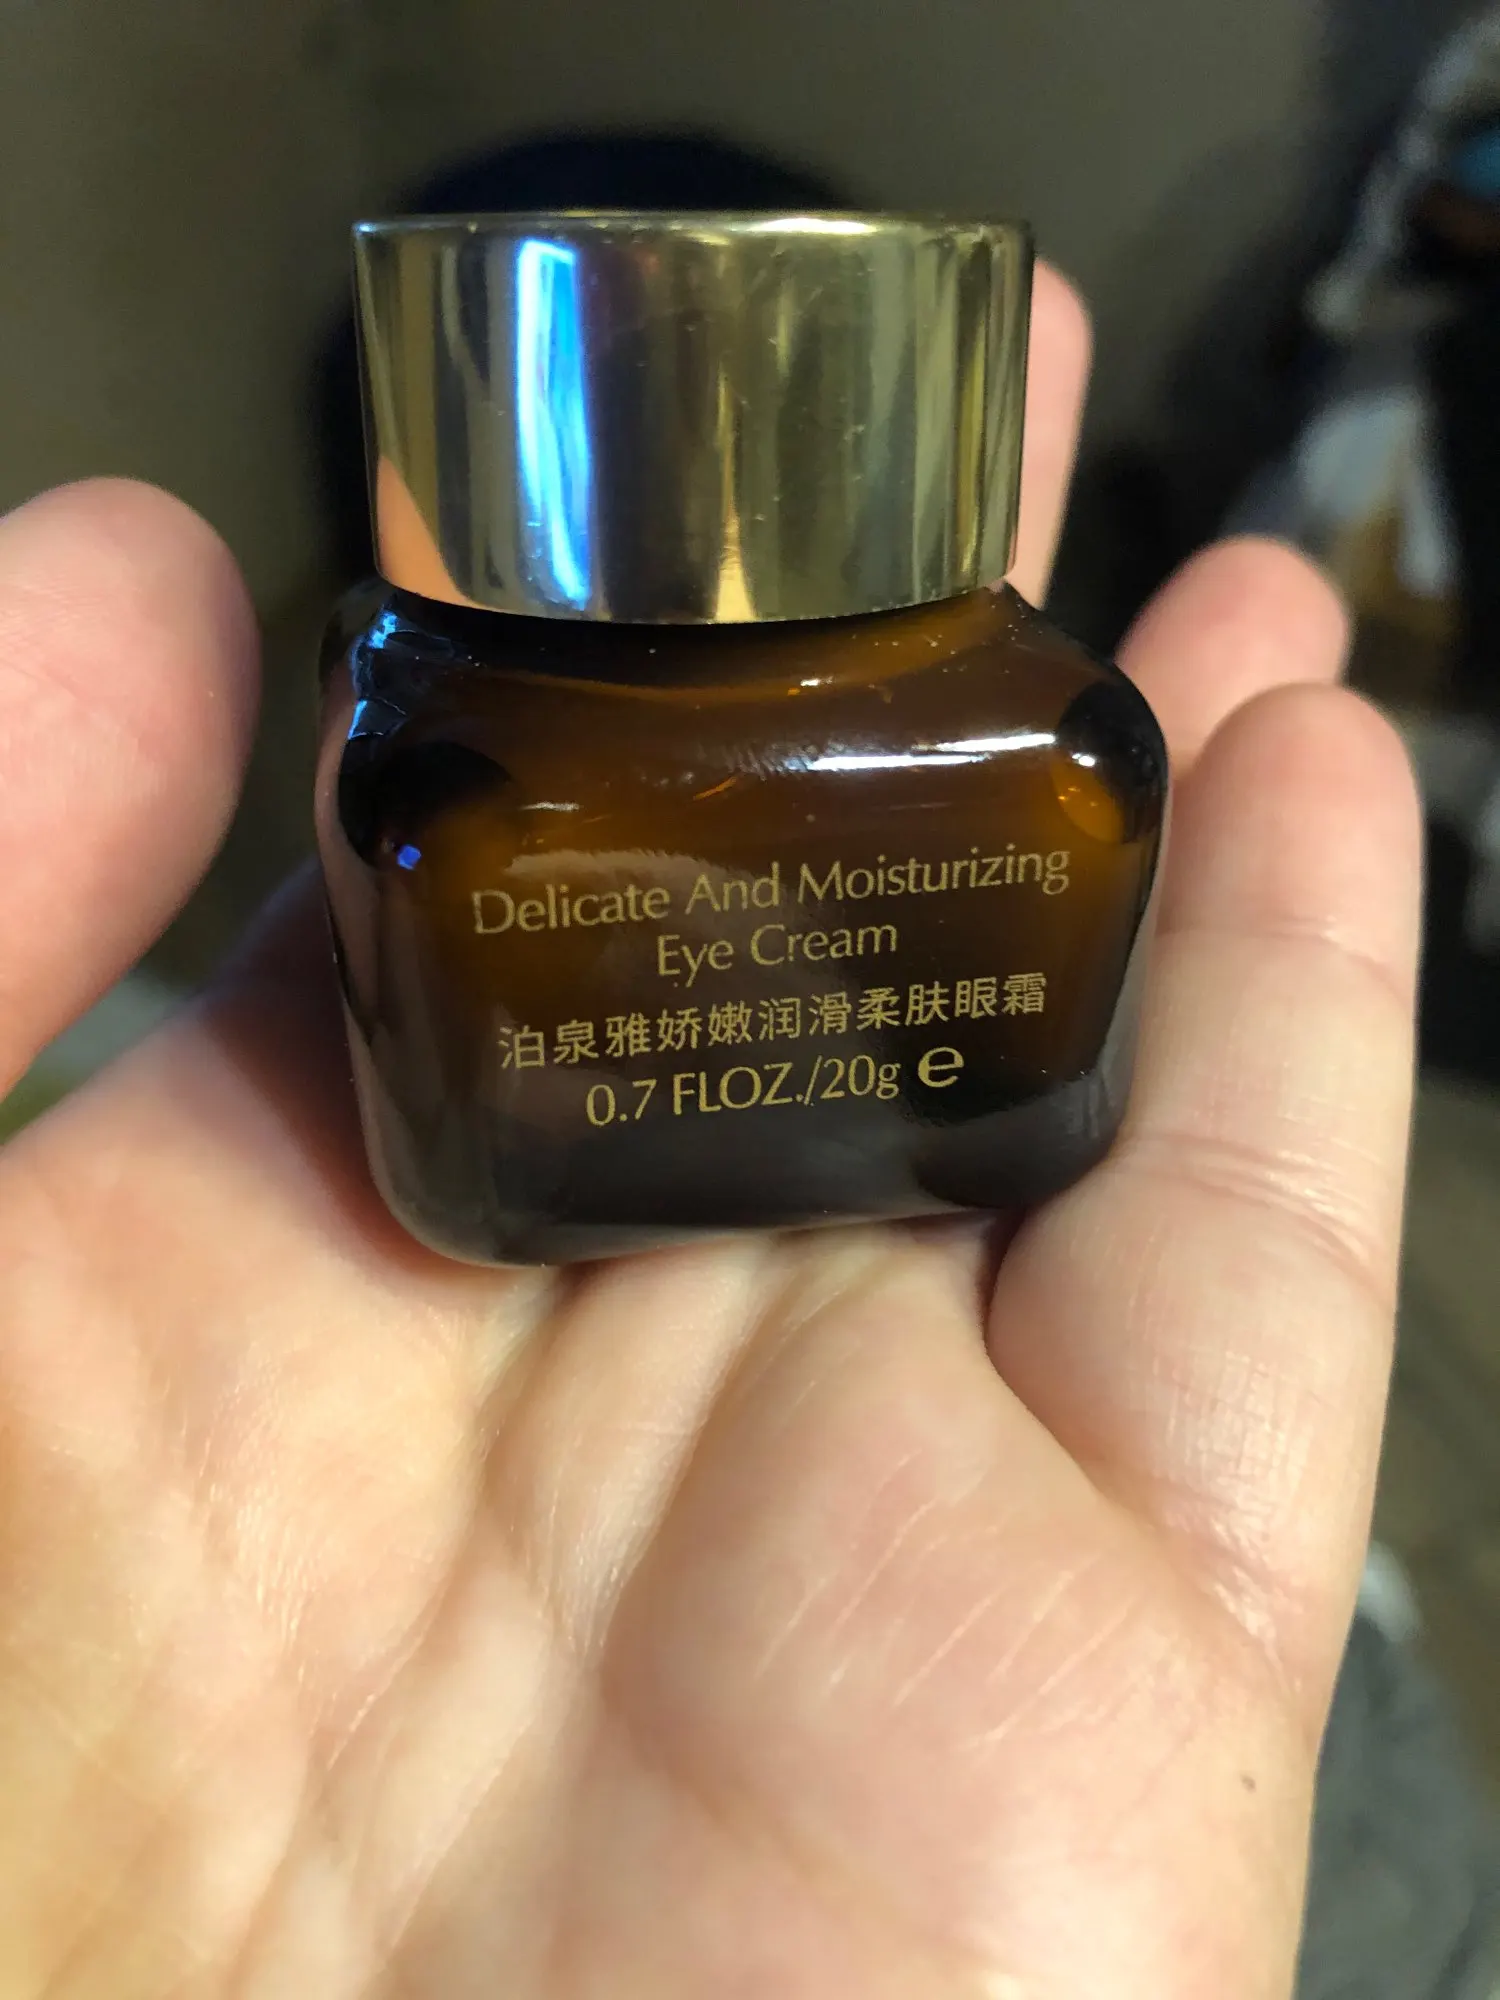 Delicate And Moisturizing
Eye Cream
泊泉雅娇嫩润滑柔肤眼霜
0.7 FLOZ./20g ℮